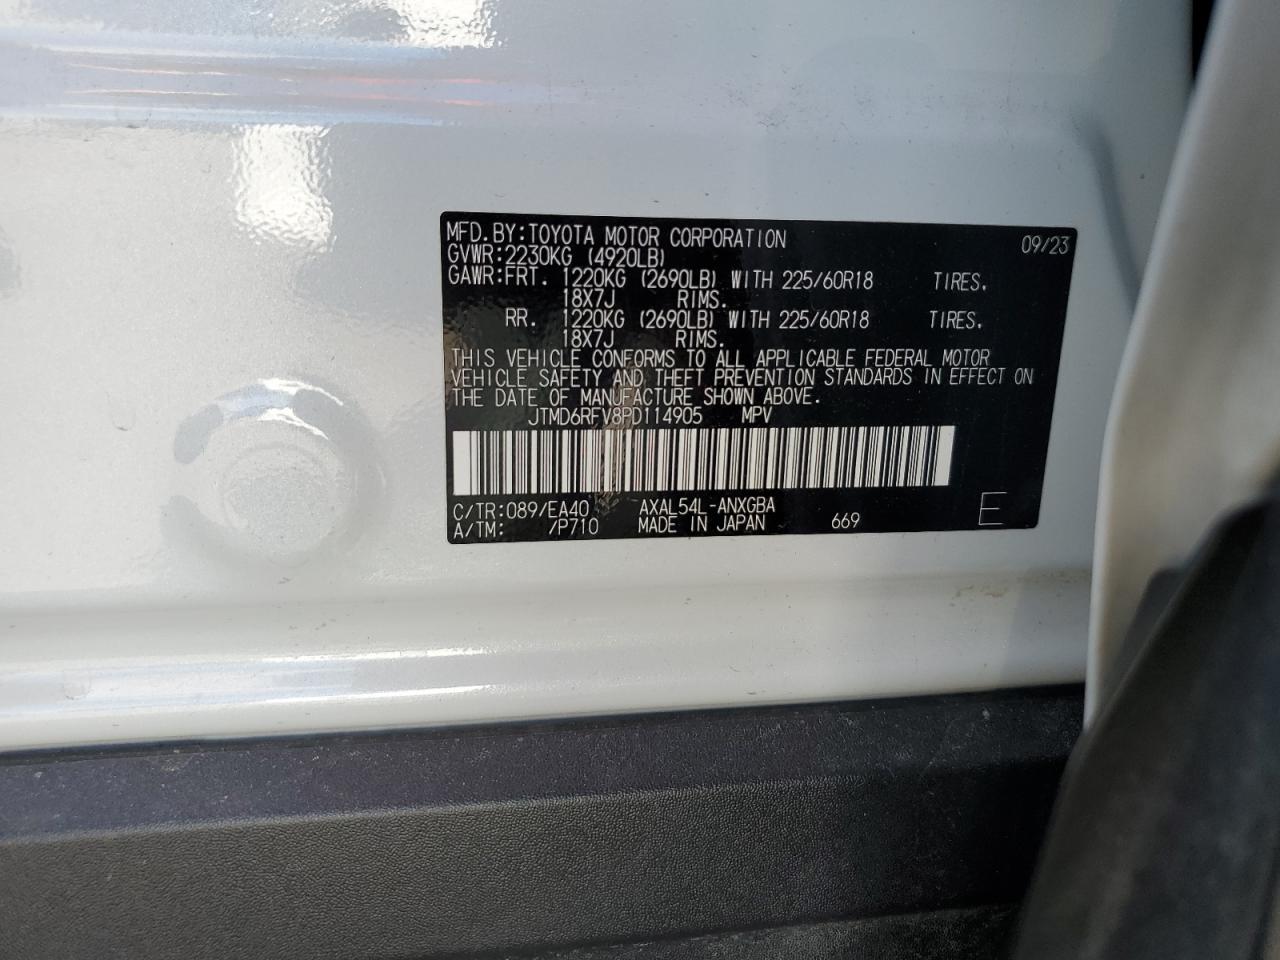 MFD.BY:TOYOTA MOTOR CORPORATION 09/23
GVWR:2230KG (4920LB)
GAWR:FRT. 1220KG (2690LB) WITH 225/60R18 TIRES.
18X7J RIMS.
RR. 1220KG (2690LB) WITH 225/60R18 TIRES.
18X7J RIMS.
THIS VEHICLE CONFORMS TO ALL APPLICABLE FEDERAL MOTOR
VEHICLE SAFETY AND THEFT PREVENTION STANDARDS IN EFFECT ON
THE DATE OF MANUFACTURE SHOWN ABOVE.
JTMD6RFV8PD114905 MPV
C/TR:089/EA40 AXAL54L-ANXGBA
A/TM: /P710 MADE IN JAPAN 669 E